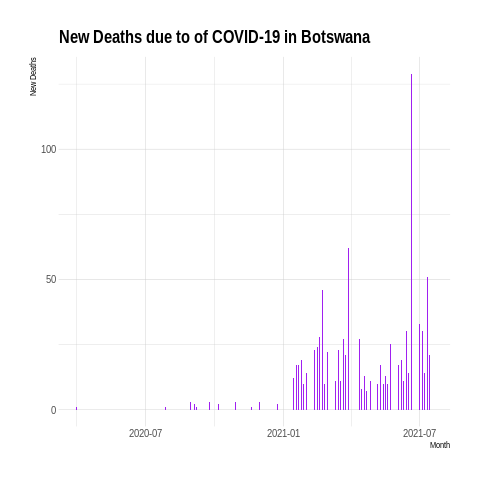 New Deaths due to of COVID-19 in Botswana
New Deaths
100
50
0
2020-07
2021-01
2021-07
Month